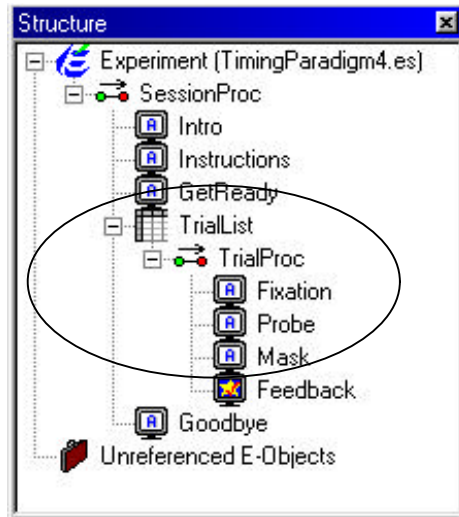 Structure
Experiment (TimingParadigm4.es)
SessionProc
Intro
Instructions
GetReady
TrialList
TrialProc
Fixation
Probe
Mask
Feedback
Goodbye
Unreferenced E-Objects